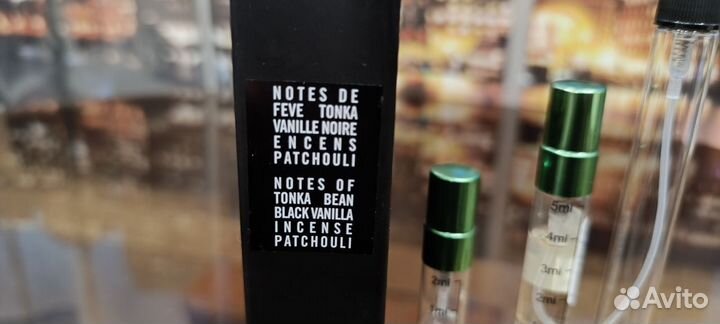 NOTES DE
FEVE TONKA
VANILLE NOIRE
ENCENS
PATCHOULI
NOTES OF
TONKA BEAN
BLACK VANILLA
INCENSE
PATCHOULI
2ml
1ml
5ml
4ml
3ml
2ml
Avito